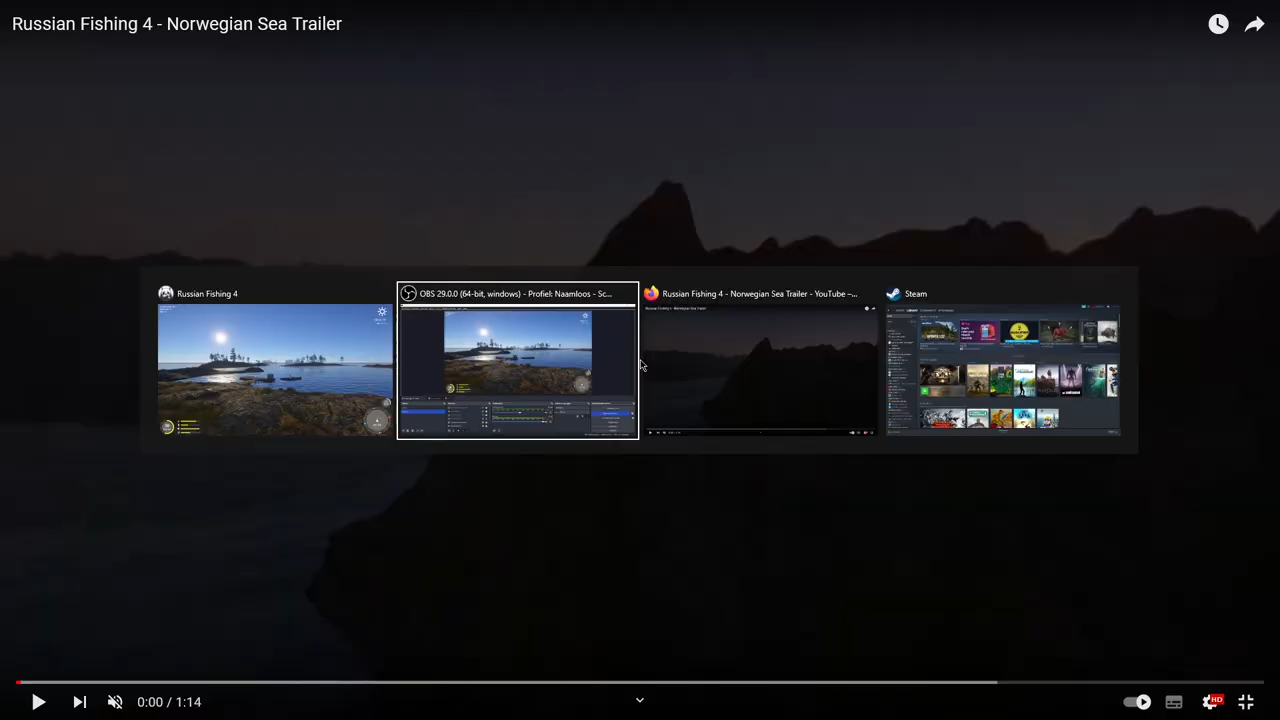 Russian Fishing 4 - Norwegian Sea Trailer
Russian Fishing 4
OBS 29.0.0 (64-bit, windows) - Profiel: Naamloos - Sc...
Russian Fishing 4 - Norwegian Sea Trailer - YouTube –...
Steam
0:00 / 1:14
HD